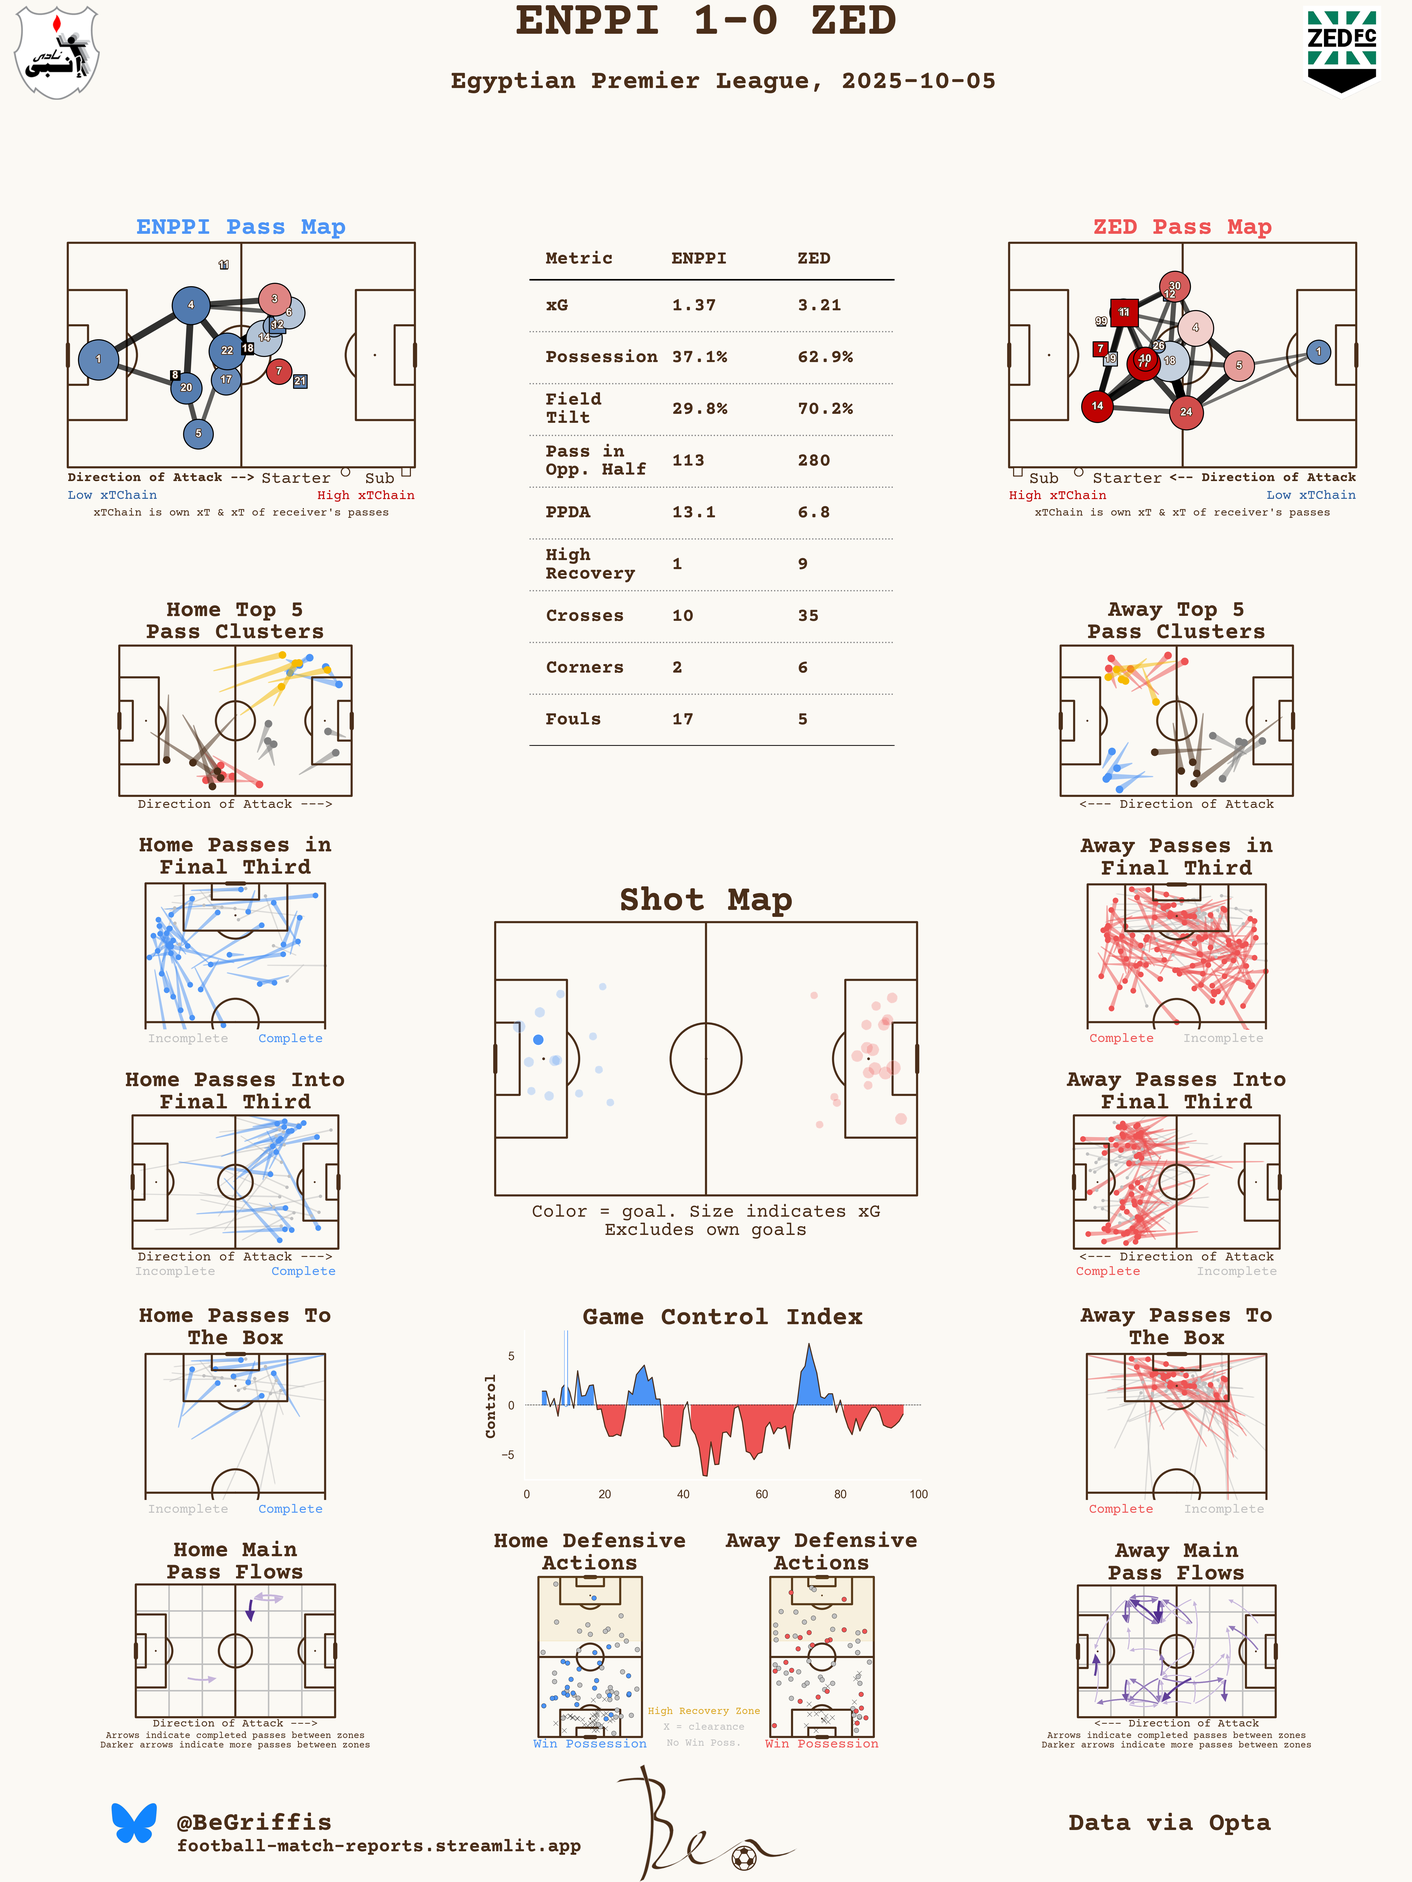 ENPPI 1-0 ZED
Egyptian Premier League, 2025-10-05
نادى
إنبي
ZEDFC
ENPPI Pass Map
11
4
3
6
12
14
18
22
1
8
20
17
7
21
5
Direction of Attack --> Starter Sub
Low xTChain High xTChain
xTChain is own xT & xT of receiver's passes
Metric ENPPI ZED
xG 1.37 3.21
Possession 37.1% 62.9%
Field
Tilt 29.8% 70.2%
Pass in
Opp. Half 113 280
PPDA 13.1 6.8
High
Recovery 1 9
Crosses 10 35
Corners 2 6
Fouls 17 5
ZED Pass Map
30
12
11
99
4
7
26
19
10
77
18
5
1
14
24
Sub Starter <-- Direction of Attack
High xTChain Low xTChain
xTChain is own xT & xT of receiver's passes
Home Top 5
Pass Clusters
Direction of Attack --->
Away Top 5
Pass Clusters
<--- Direction of Attack
Home Passes in
Final Third
Incomplete Complete
Away Passes in
Final Third
Complete Incomplete
Shot Map
Color = goal. Size indicates xG
Excludes own goals
Home Passes Into
Final Third
Direction of Attack --->
Incomplete Complete
Away Passes Into
Final Third
<--- Direction of Attack
Complete Incomplete
Home Passes To
The Box
Incomplete Complete
Game Control Index
Control
5
0
−5
0 20 40 60 80 100
Away Passes To
The Box
Complete Incomplete
Home Main
Pass Flows
Direction of Attack --->
Arrows indicate completed passes between zones
Darker arrows indicate more passes between zones
Home Defensive
Actions
Win Possession
High Recovery Zone
X = clearance
No Win Poss.
Away Defensive
Actions
Win Possession
Away Main
Pass Flows
<--- Direction of Attack
Arrows indicate completed passes between zones
Darker arrows indicate more passes between zones
@BeGriffis
football-match-reports.streamlit.app
Ben
Data via Opta